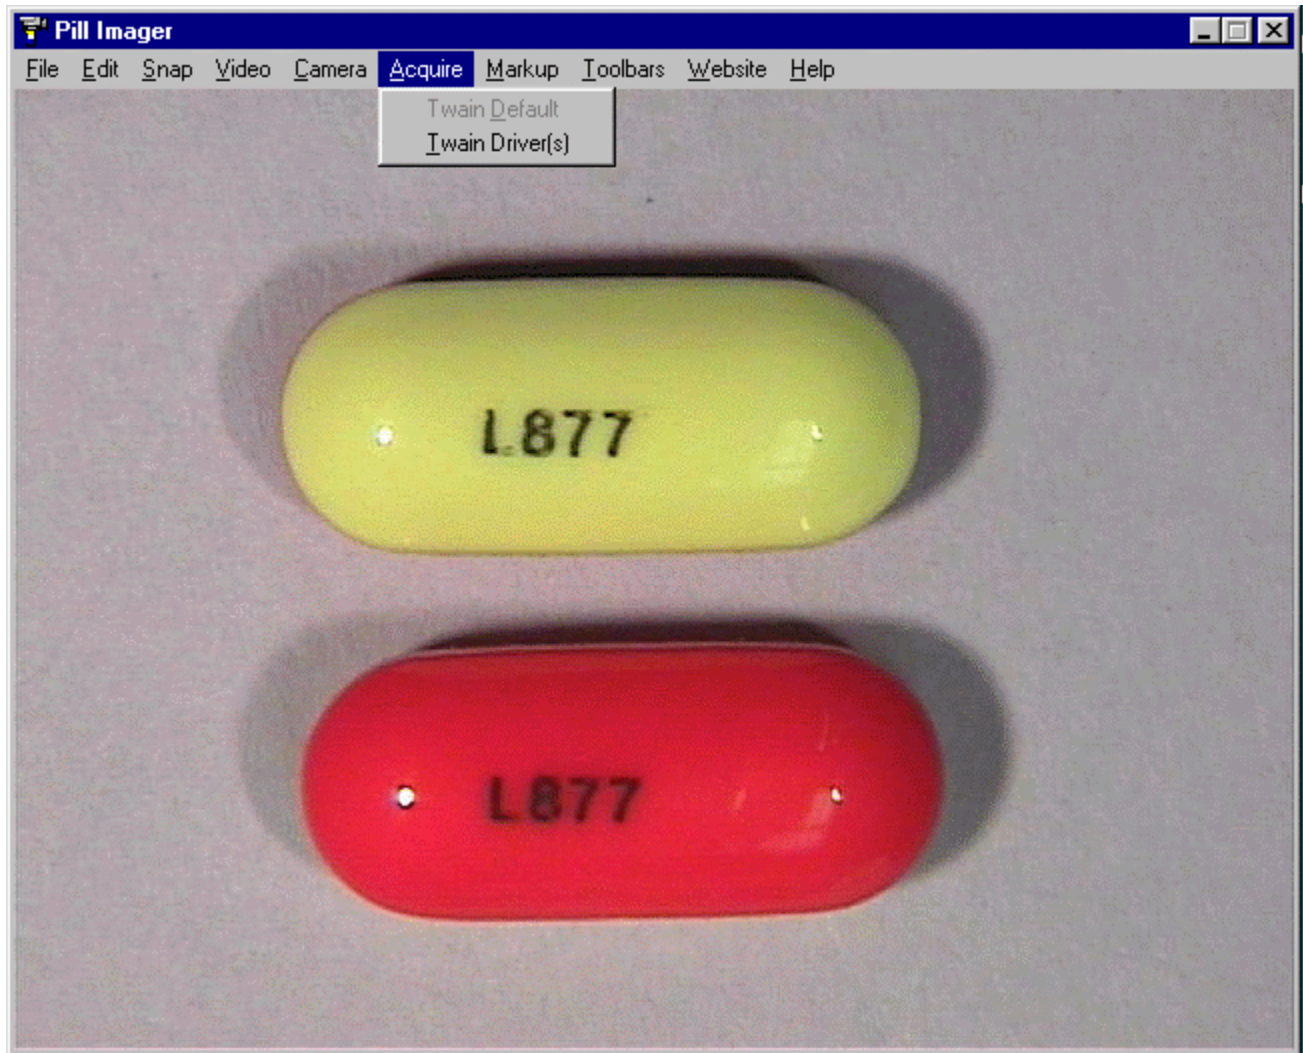 Pill Imager
File Edit Snap Video Camera Acquire Markup Toolbars Website Help
Twain Default
Twain Driver(s)
L877
L877